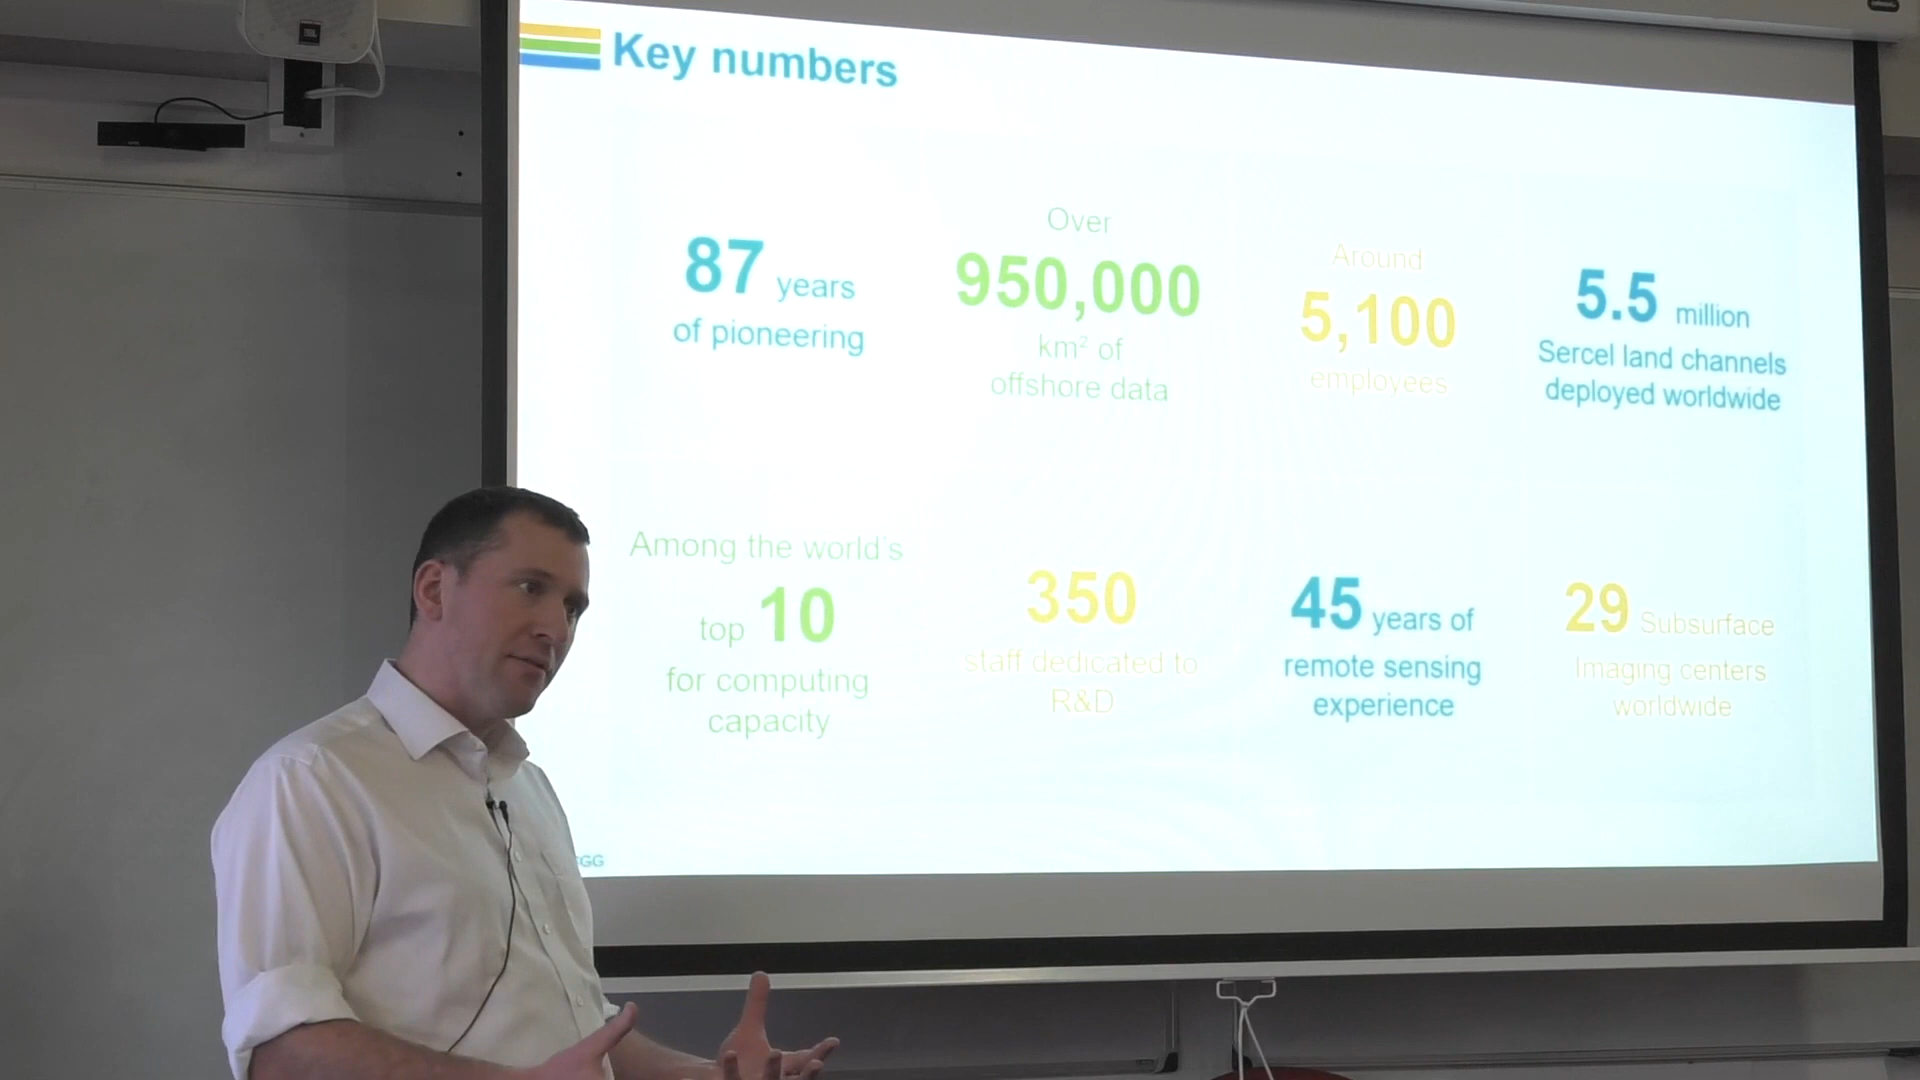 JBL
Key numbers
87 years
of pioneering
Over
950,000
km² of
offshore data
Around
5,100
employees
5.5 million
Sercel land channels
deployed worldwide
Among the world's
top 10
for computing
capacity
350
staff dedicated to
R&D
45 years of
remote sensing
experience
29 Subsurface
Imaging centers
worldwide
CGG